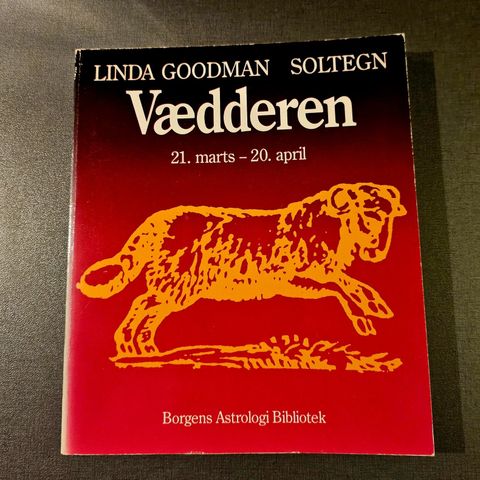 LINDA GOODMAN SOLTEGN
Vædderen
21. marts – 20. april
Borgens Astrologi Bibliotek